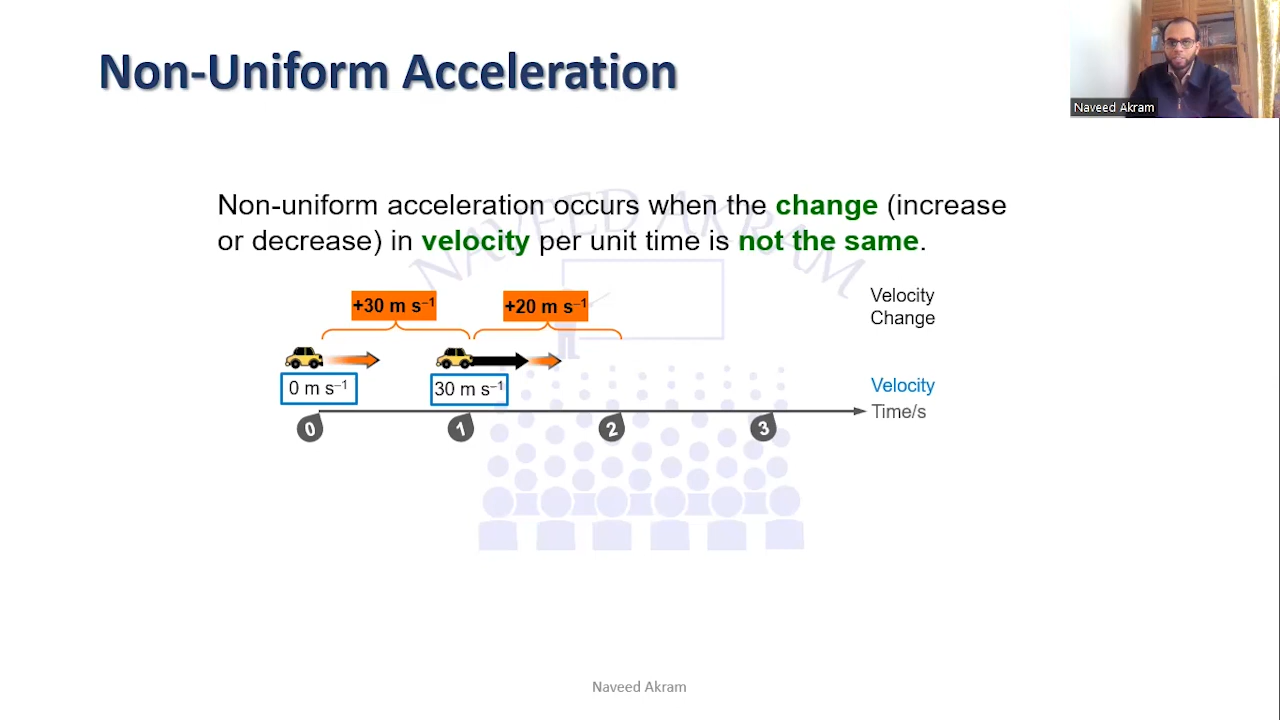 Non-Uniform Acceleration
Naveed Akram
NAVEED AKRAM
Non-uniform acceleration occurs when the change (increase
or decrease) in velocity per unit time is not the same.
+30 m s⁻¹
+20 m s⁻¹
Velocity
Change
0 m s⁻¹
30 m s⁻¹
Velocity
Time/s
0
1
2
3
Naveed Akram